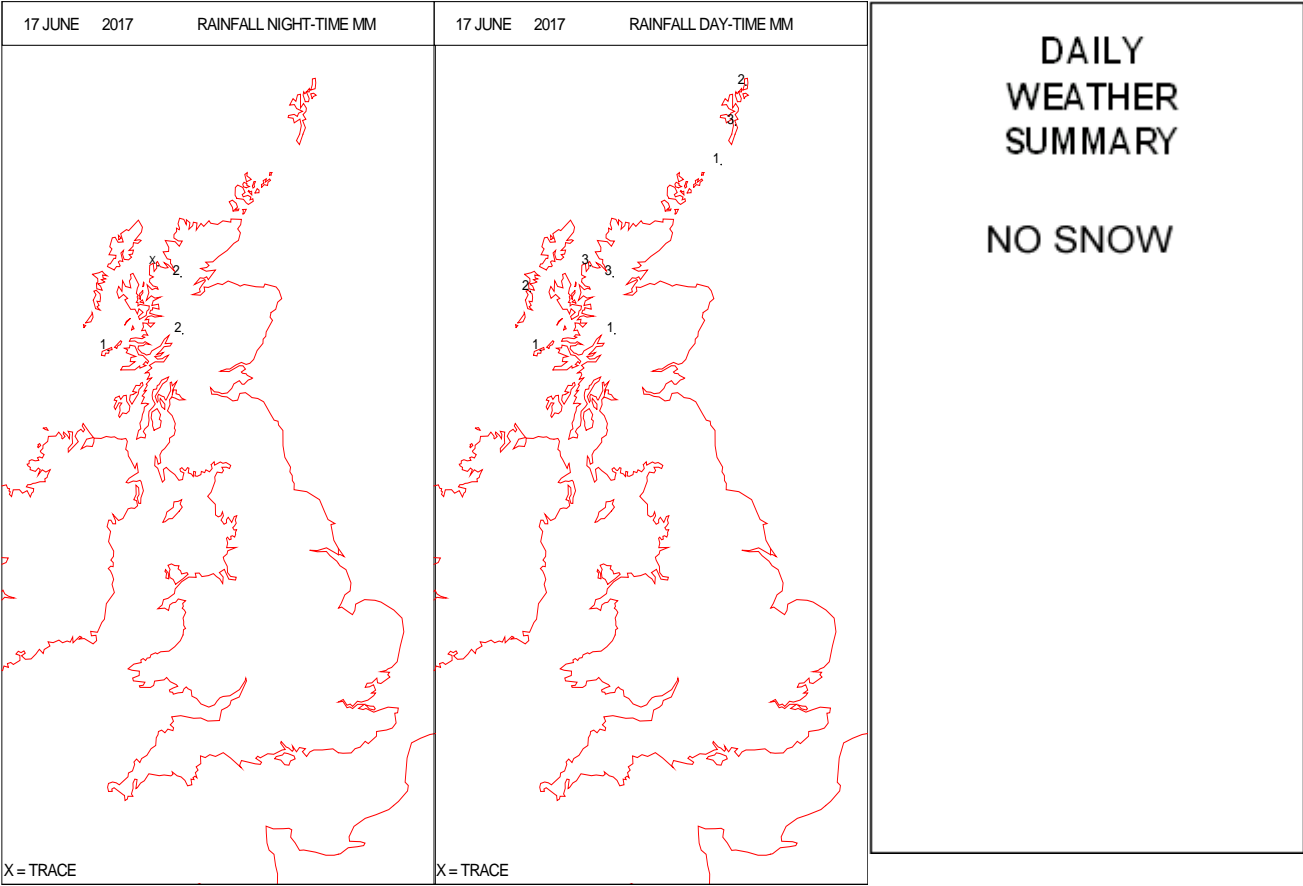 17 JUNE 2017 RAINFALL NIGHT-TIME MM
x
2
2
1
X = TRACE
17 JUNE 2017 RAINFALL DAY-TIME MM
2
3
1
3
3
2
1
1
X = TRACE
DAILY
WEATHER
SUMMARY
NO SNOW